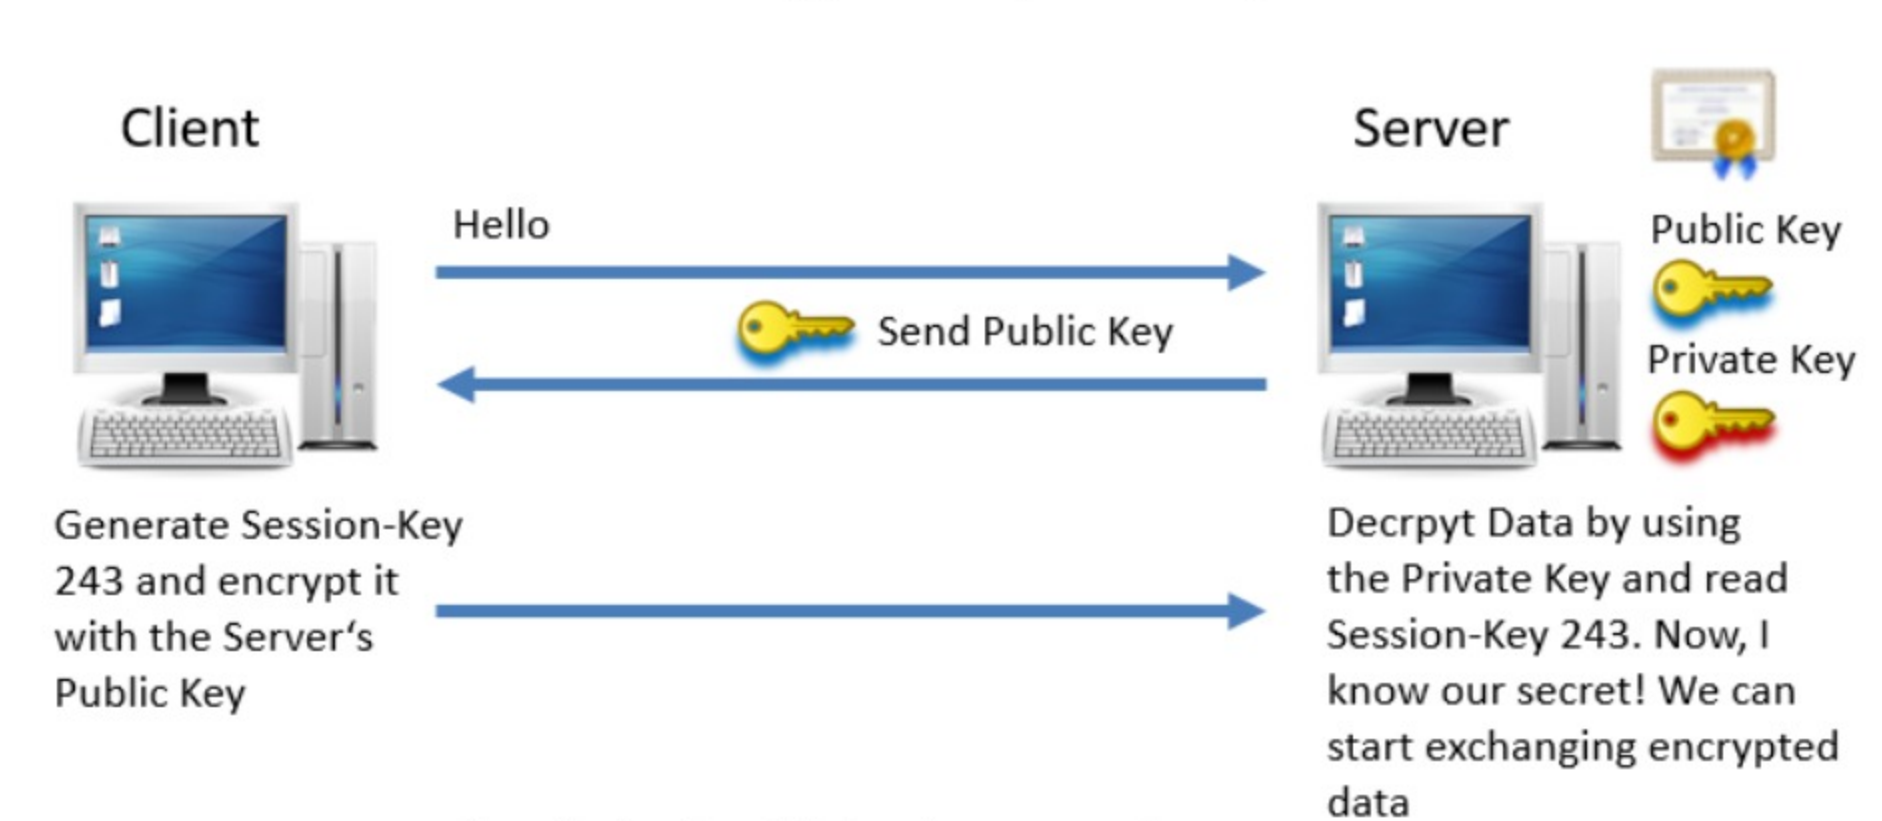 Client
Server
Hello
Public Key
Send Public Key
Private Key
Generate Session-Key
243 and encrypt it
with the Server‘s
Public Key
Decrpyt Data by using
the Private Key and read
Session-Key 243. Now, I
know our secret! We can
start exchanging encrypted
data